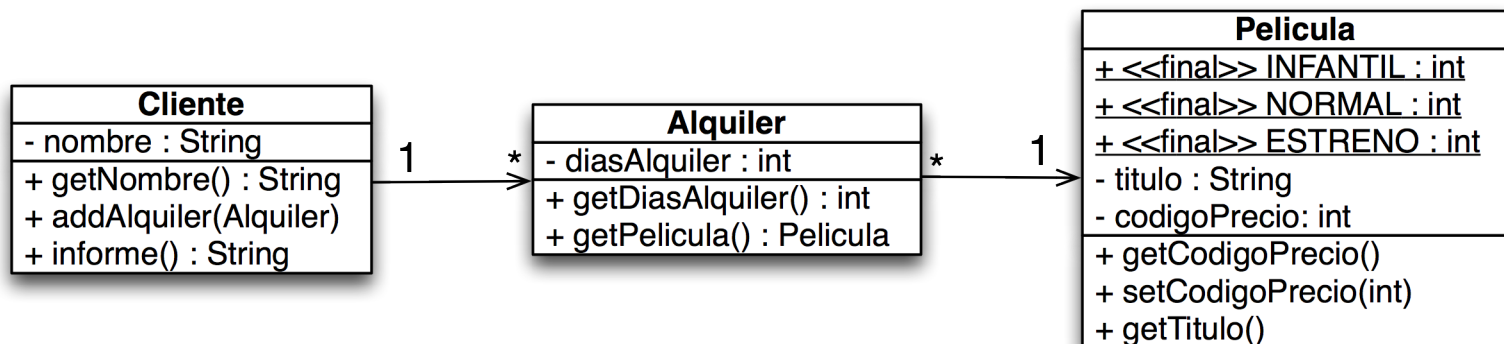 Cliente
- nombre : String
+ getNombre() : String
+ addAlquiler(Alquiler)
+ informe() : String
1
*
Alquiler
- diasAlquiler : int
+ getDiasAlquiler() : int
+ getPelicula() : Pelicula
*
1
Pelicula
+ <<final>> INFANTIL : int
+ <<final>> NORMAL : int
+ <<final>> ESTRENO : int
- titulo : String
- codigoPrecio: int
+ getCodigoPrecio()
+ setCodigoPrecio(int)
+ getTitulo()